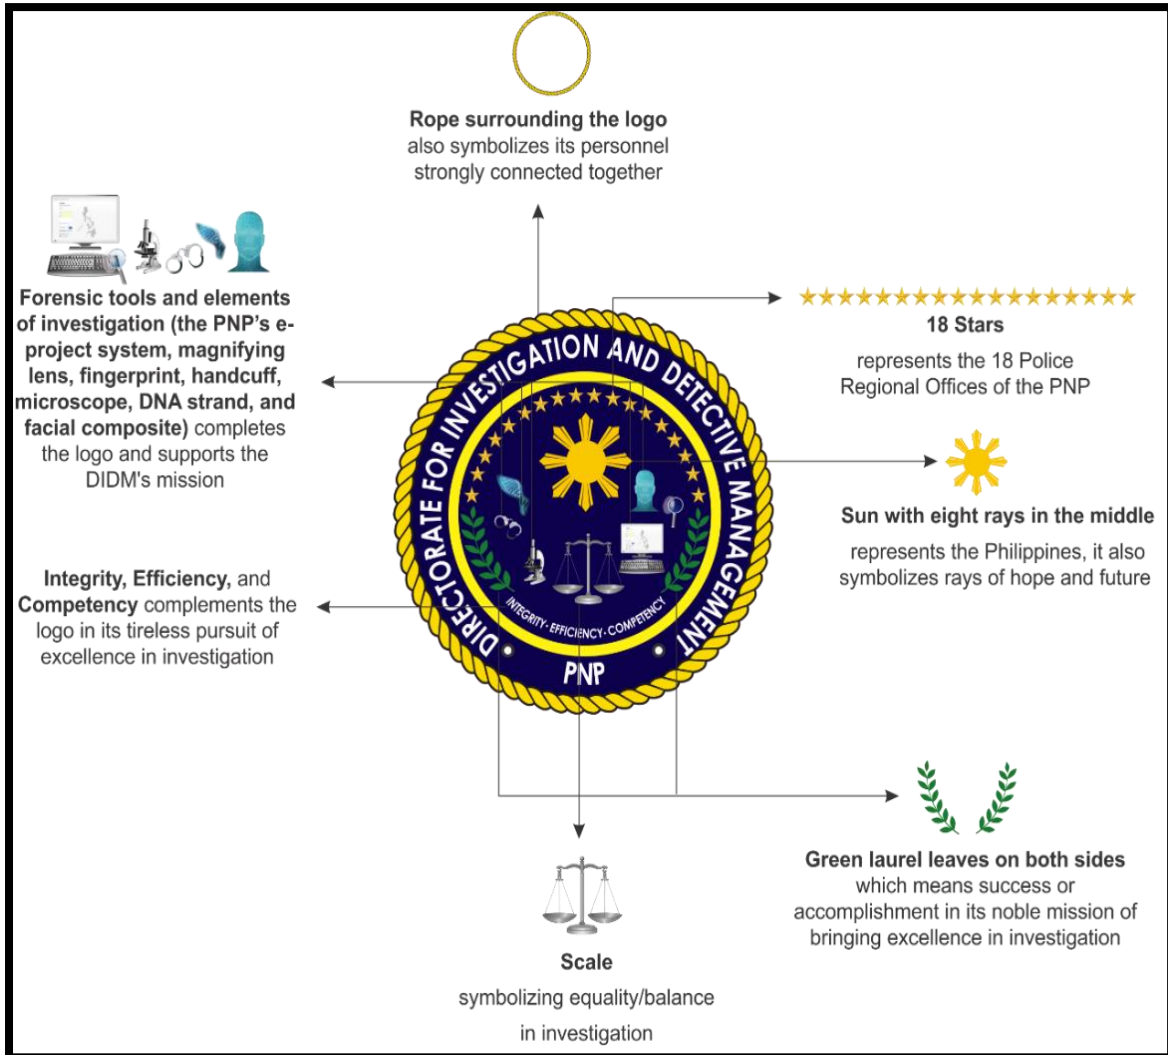 Rope surrounding the logo
also symbolizes its personnel
strongly connected together
Forensic tools and elements
of investigation (the PNP's e-
project system, magnifying
lens, fingerprint, handcuff,
microscope, DNA strand, and
facial composite) completes
the logo and supports the
DIDM's mission
18 Stars
represents the 18 Police
Regional Offices of the PNP
Sun with eight rays in the middle
represents the Philippines, it also
symbolizes rays of hope and future
Integrity, Efficiency, and
Competency complements the
logo in its tireless pursuit of
excellence in investigation
DIRECTORATE FOR INVESTIGATION AND DETECTIVE MANAGEMENT
INTEGRITY · EFFICIENCY · COMPETENCY
PNP
Green laurel leaves on both sides
which means success or
accomplishment in its noble mission of
bringing excellence in investigation
Scale
symbolizing equality/balance
in investigation